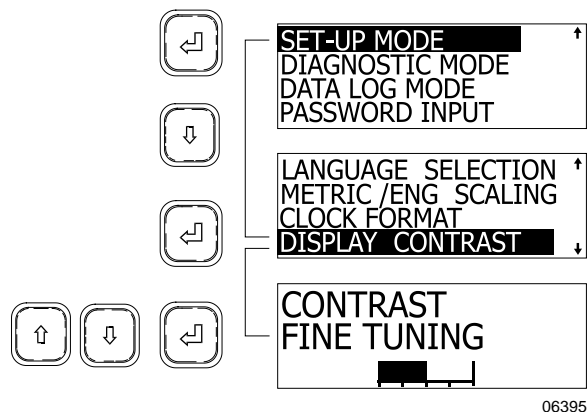 SET-UP MODE
DIAGNOSTIC MODE
DATA LOG MODE
PASSWORD INPUT
LANGUAGE SELECTION
METRIC /ENG SCALING
CLOCK FORMAT
DISPLAY CONTRAST
CONTRAST
FINE TUNING
06395